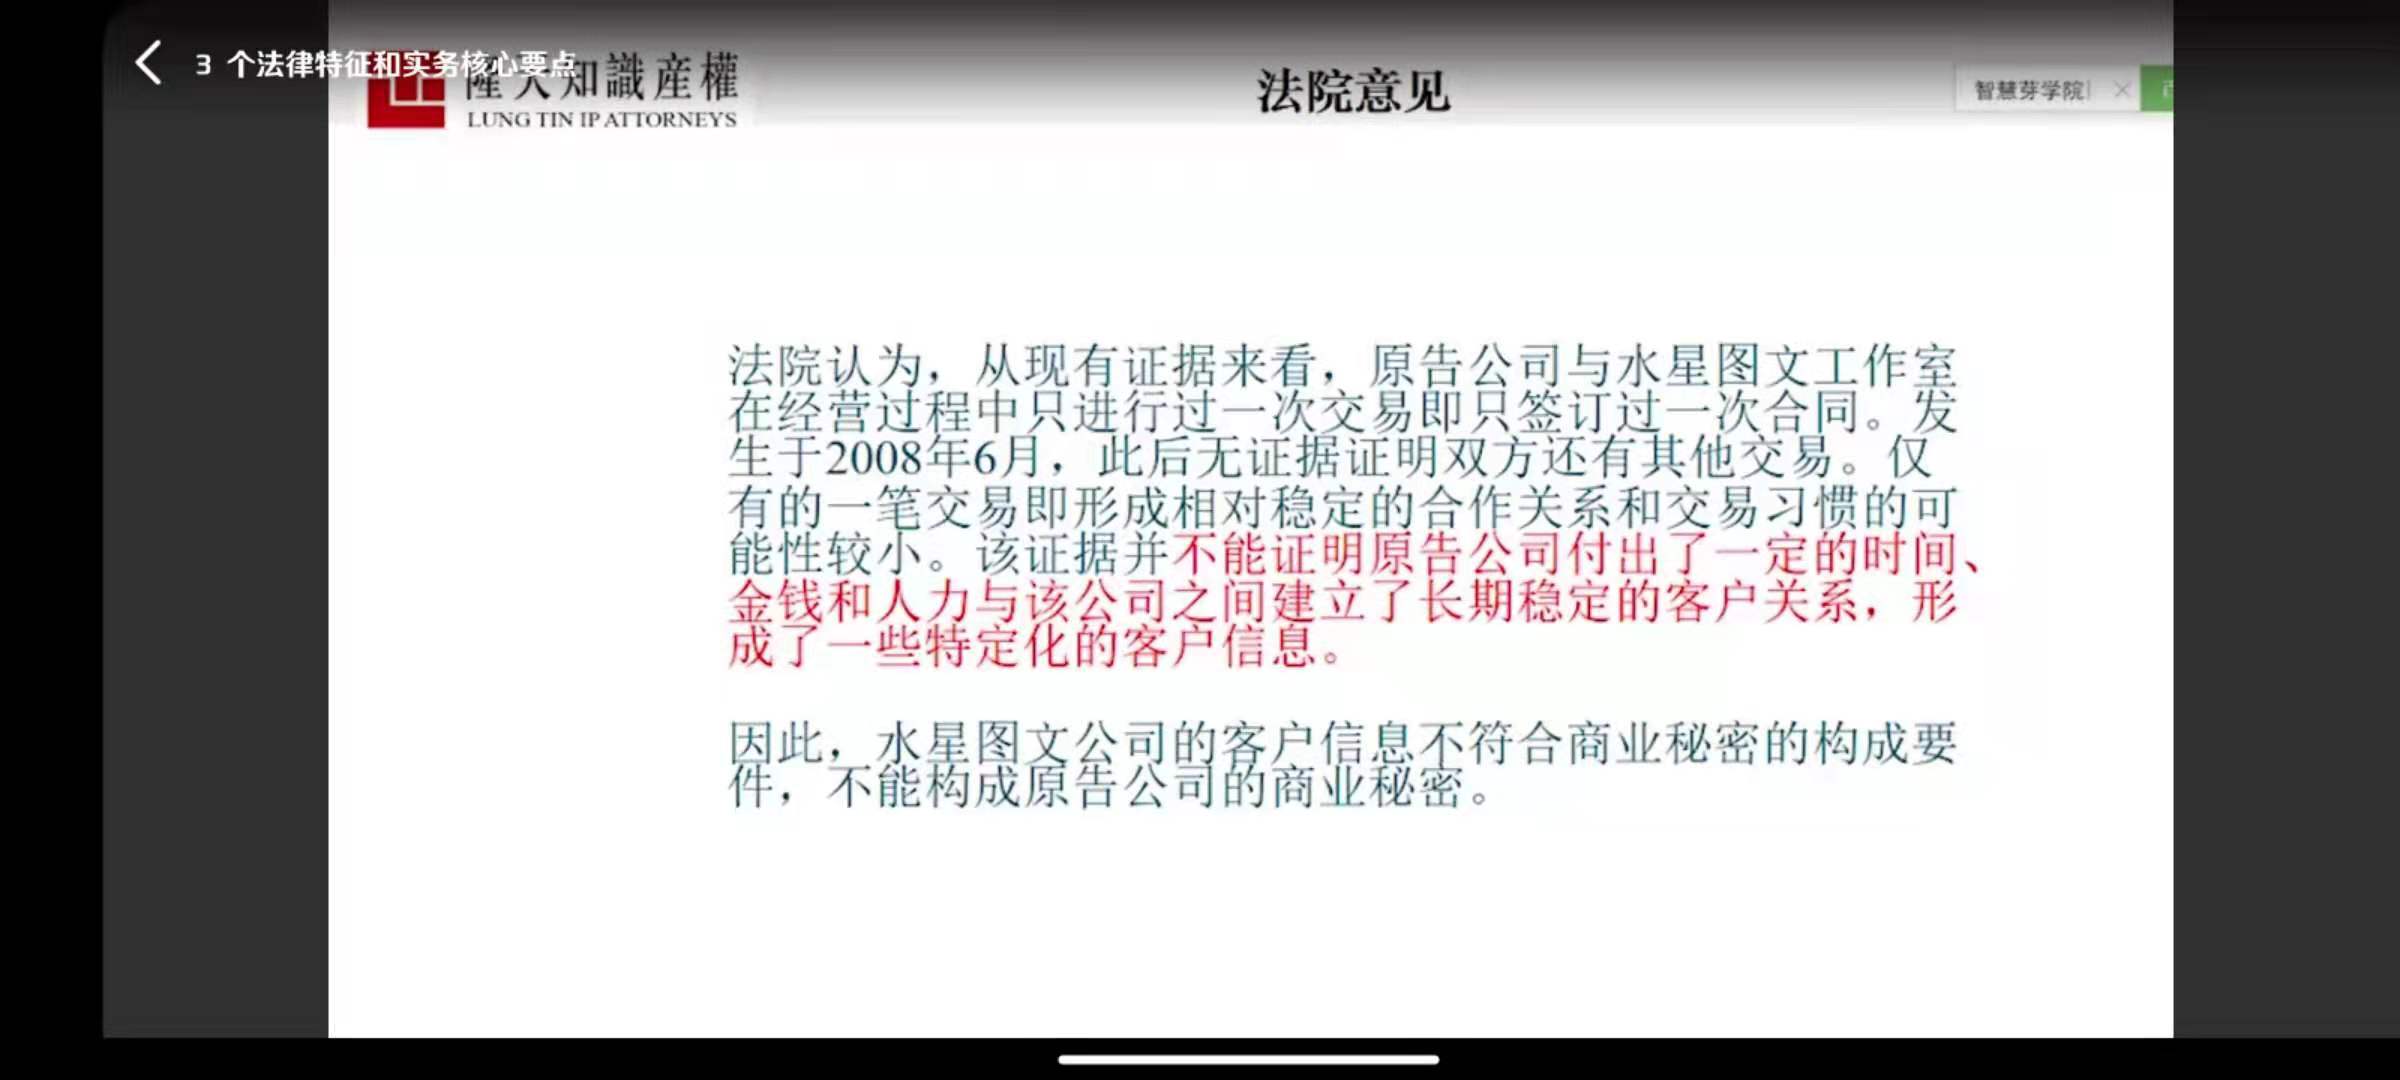 3 个法律特征和实务核心要点
隆天知識産權
LUNG TIN IP ATTORNEYS
法院意见
智慧芽学院
法院认为，从现有证据来看，原告公司与水星图文工作室
在经营过程中只进行过一次交易即只签订过一次合同。发
生于2008年6月，此后无证据证明双方还有其他交易。仅
有的一笔交易即形成相对稳定的合作关系和交易习惯的可
能性较小。该证据并不能证明原告公司付出了一定的时间、
金钱和人力与该公司之间建立了长期稳定的客户关系，形
成了一些特定化的客户信息。
因此，水星图文公司的客户信息不符合商业秘密的构成要
件，不能构成原告公司的商业秘密。